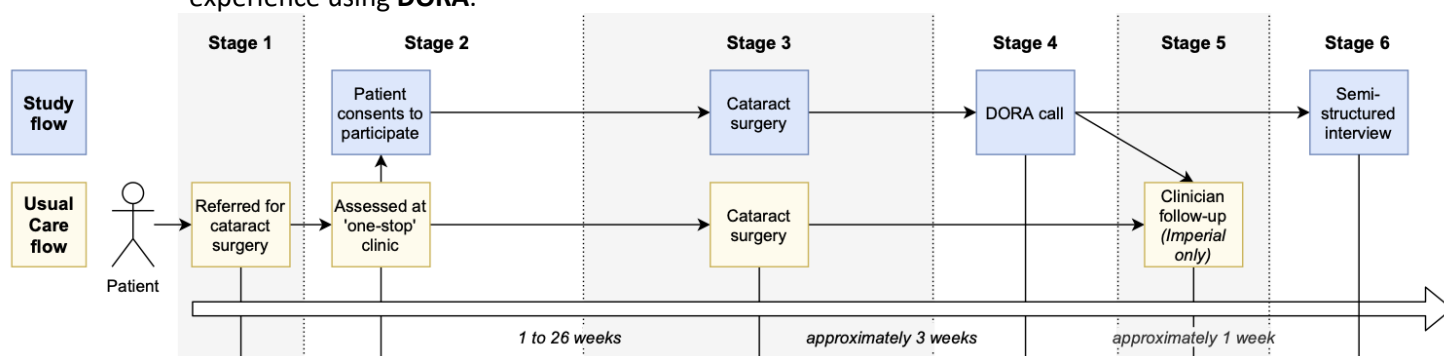 experience using DORA.
Stage 1
Stage 2
Stage 3
Stage 4
Stage 5
Stage 6
Study
flow
Patient
consents to
participate
Cataract
surgery
DORA call
Semi-
structured
interview
Usual
Care
flow
Patient
Referred for
cataract
surgery
Assessed at
'one-stop'
clinic
Cataract
surgery
Clinician
follow-up
(Imperial
only)
1 to 26 weeks
approximately 3 weeks
approximately 1 week